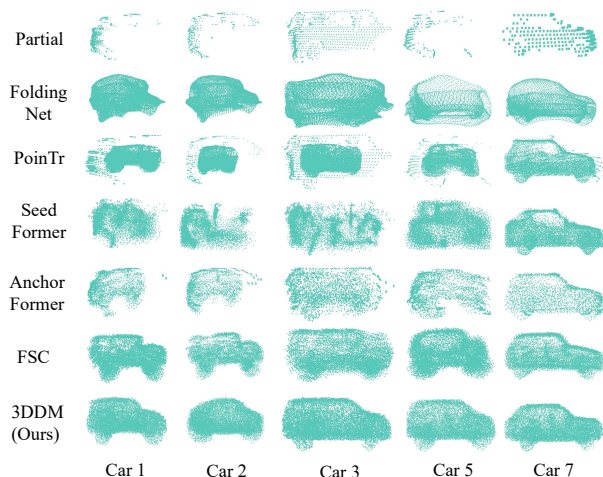 Partial
Folding
Net
PoinTr
Seed
Former
Anchor
Former
FSC
3DDM
(Ours)
Car 1 Car 2 Car 3 Car 5 Car 7